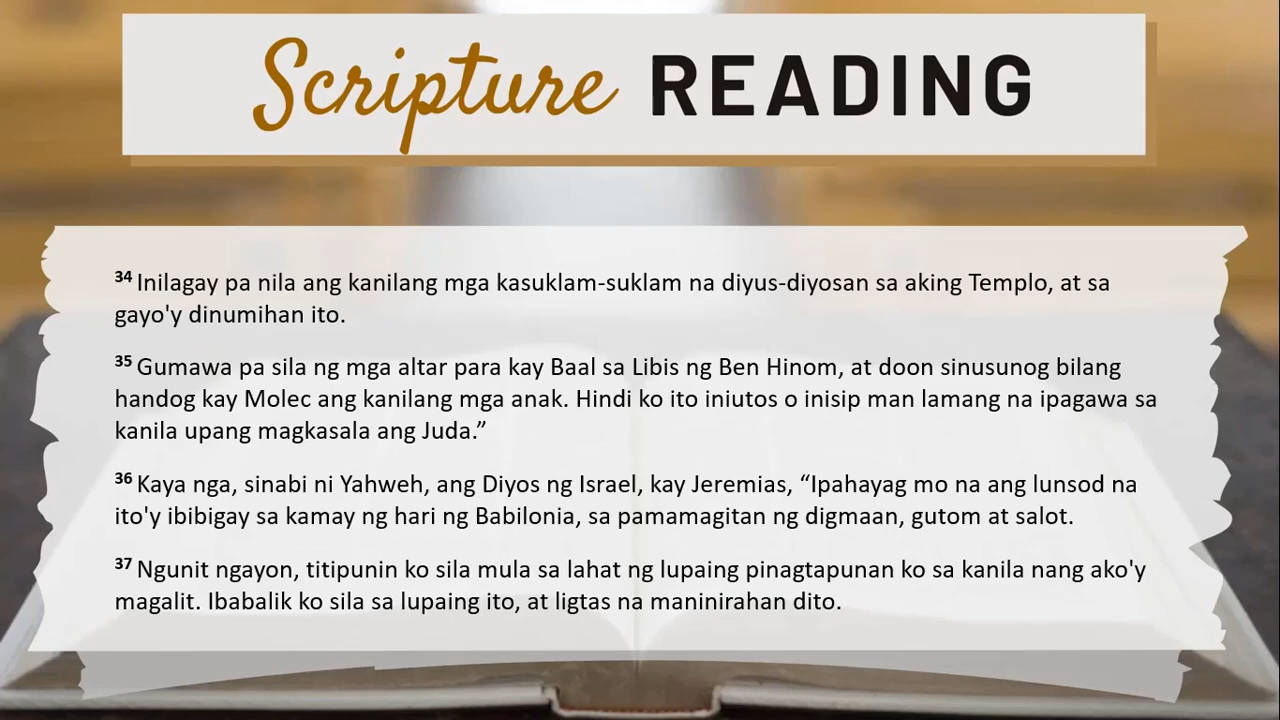 Scripture READING
34 Inilagay pa nila ang kanilang mga kasuklam-suklam na diyus-diyosan sa aking Templo, at sa
gayo'y dinumihan ito.
35 Gumawa pa sila ng mga altar para kay Baal sa Libis ng Ben Hinom, at doon sinusunog bilang
handog kay Molec ang kanilang mga anak. Hindi ko ito iniutos o inisip man lamang na ipagawa sa
kanila upang magkasala ang Juda.”
36 Kaya nga, sinabi ni Yahweh, ang Diyos ng Israel, kay Jeremias, “Ipahayag mo na ang lunsod na
ito'y ibibigay sa kamay ng hari ng Babilonia, sa pamamagitan ng digmaan, gutom at salot.
37 Ngunit ngayon, titipunin ko sila mula sa lahat ng lupaing pinagtapunan ko sa kanila nang ako'y
magalit. Ibabalik ko sila sa lupaing ito, at ligtas na maninirahan dito.